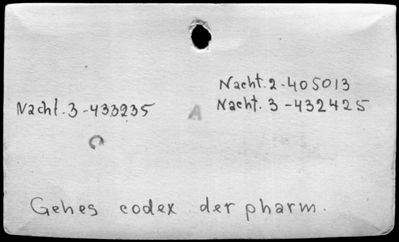 Nacht. 2-405013
Nacht. 3-433235 A Nacht. 3-432425
Gehes codex der pharm.